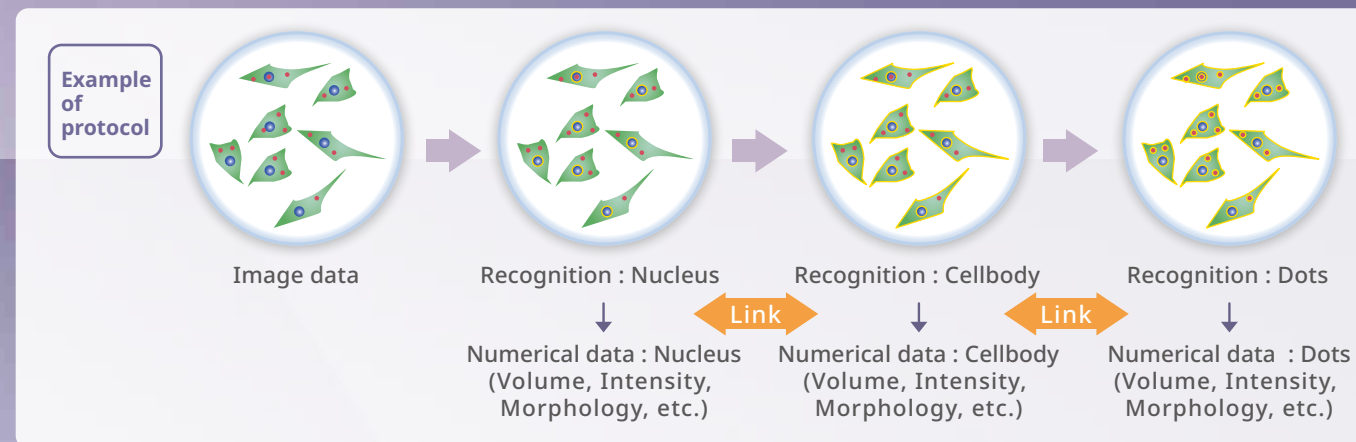 Example
of
protocol
Image data
Recognition : Nucleus
Recognition : Cellbody
Recognition : Dots
Link
Link
Numerical data : Nucleus
(Volume, Intensity,
Morphology, etc.)
Numerical data : Cellbody
(Volume, Intensity,
Morphology, etc.)
Numerical data : Dots
(Volume, Intensity,
Morphology, etc.)